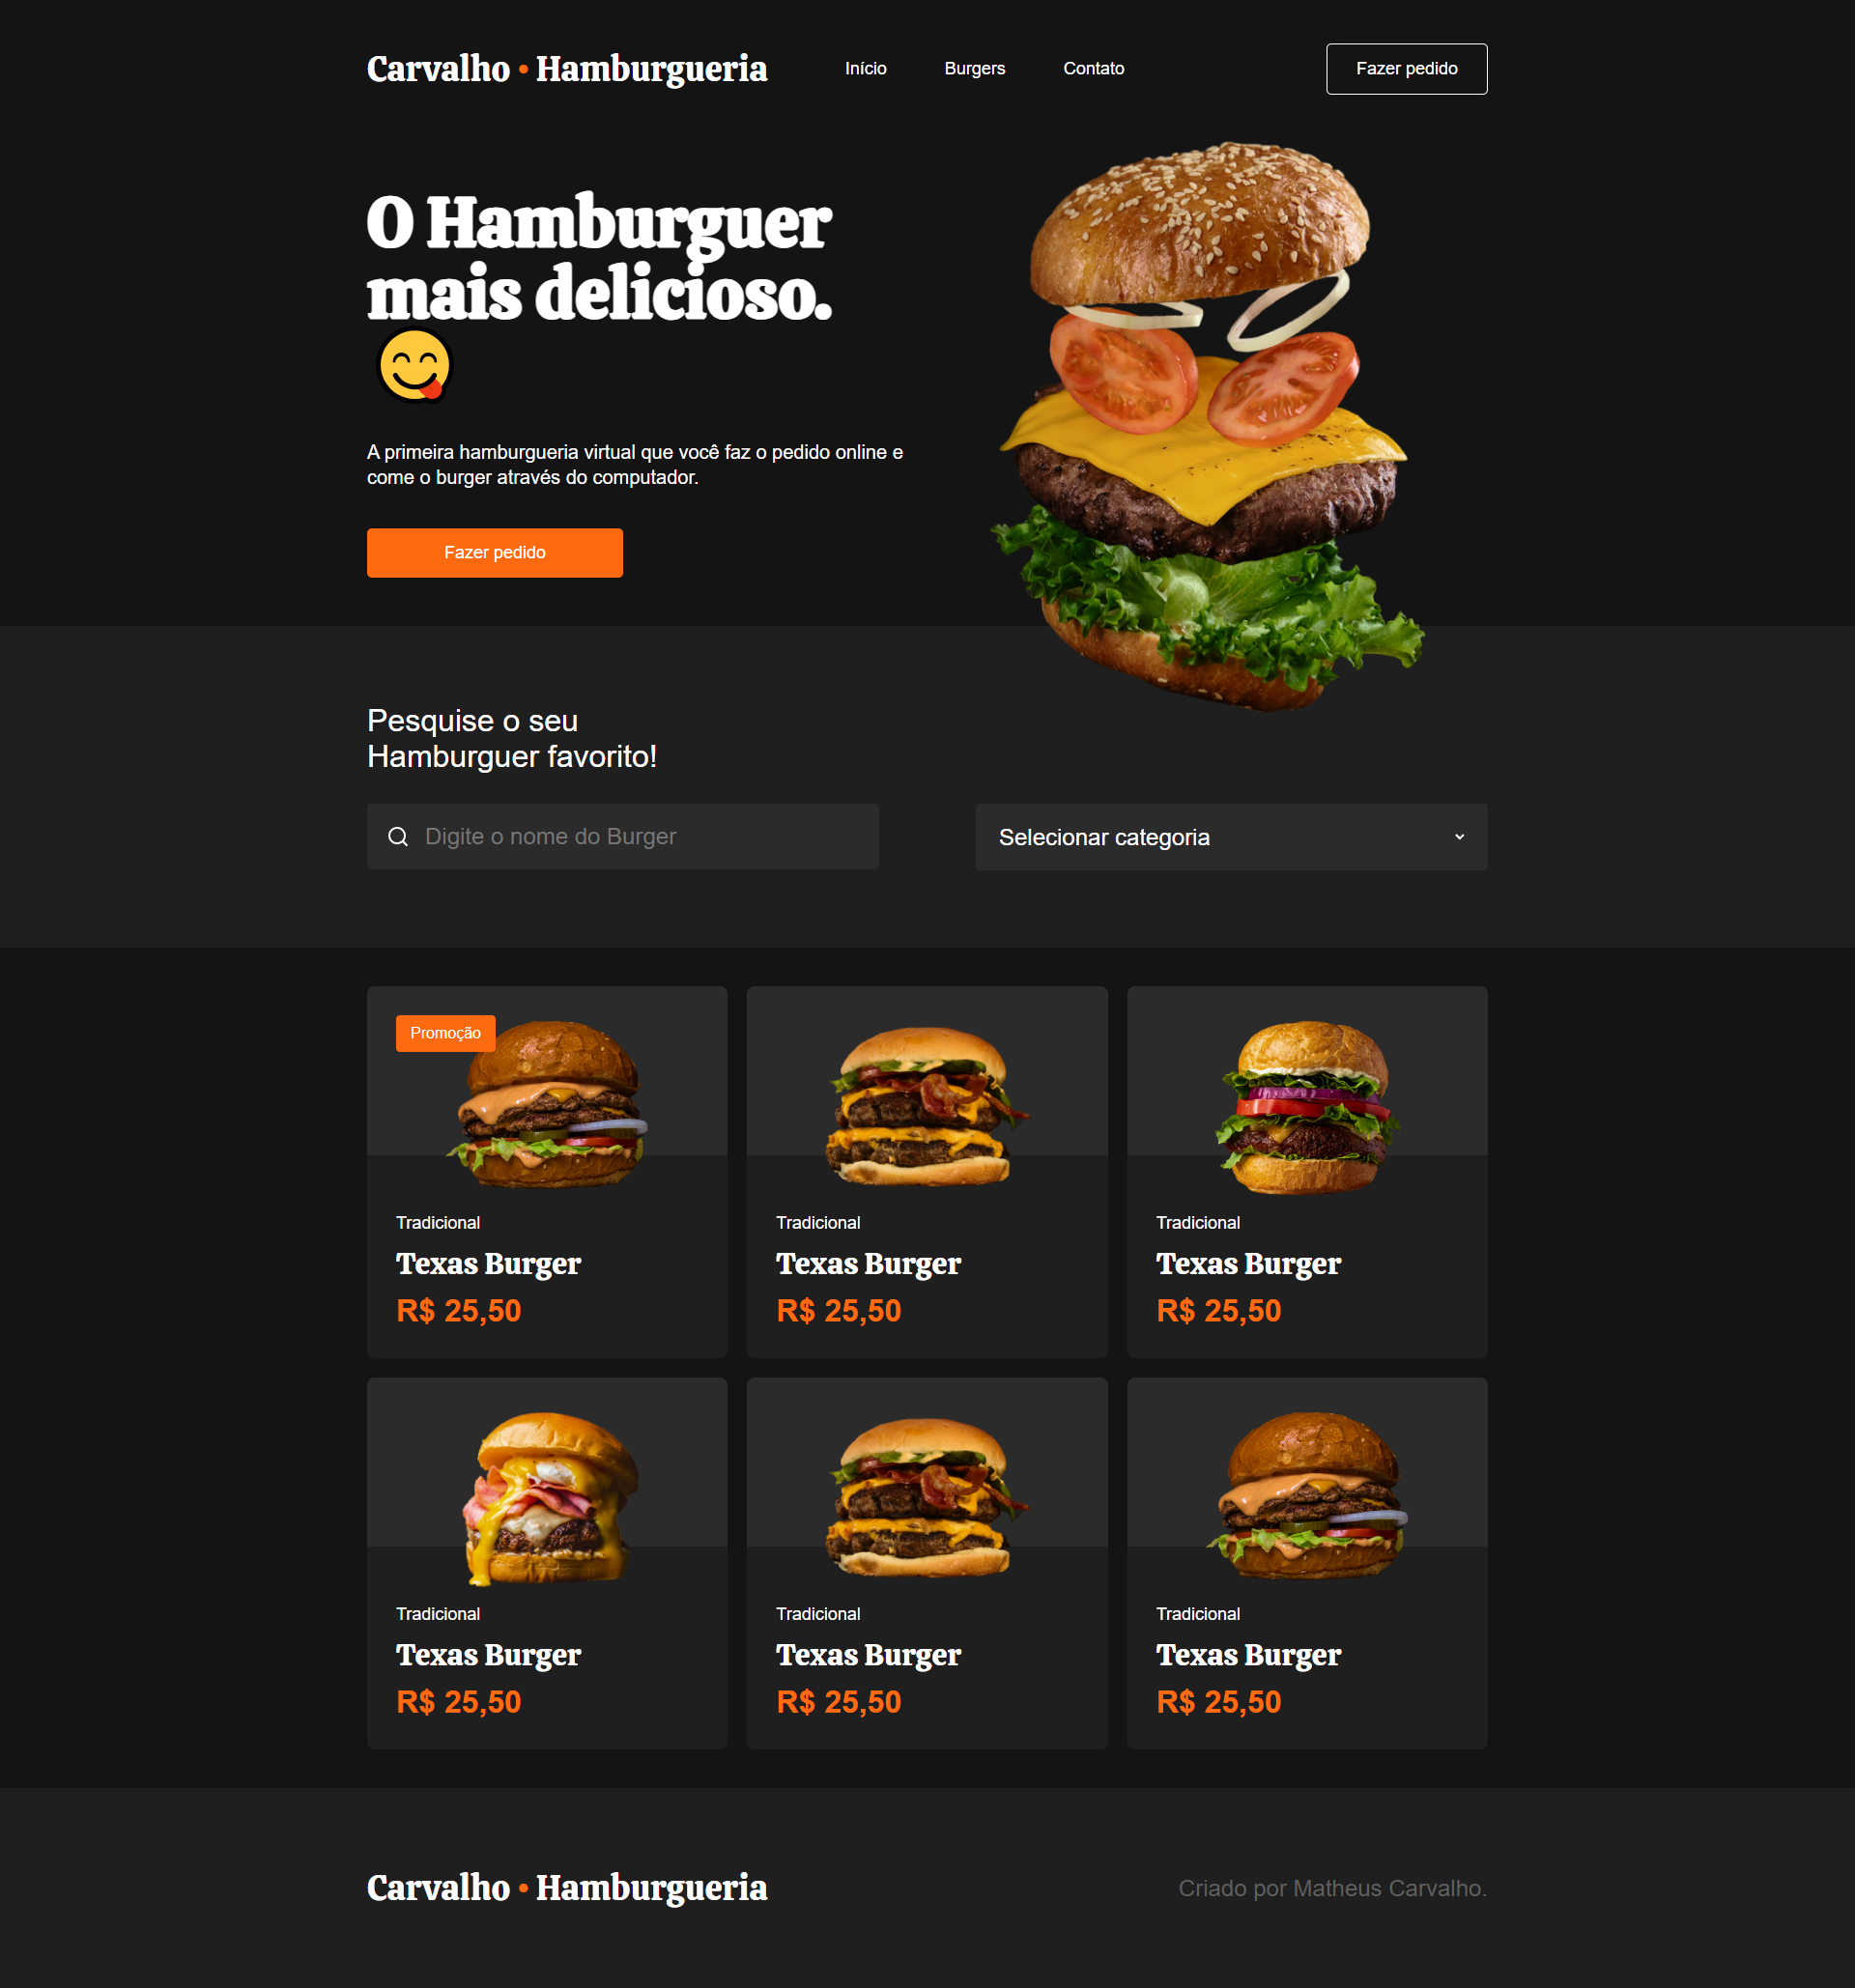 Carvalho • Hamburgueria
Início
Burgers
Contato
Fazer pedido
O Hamburguer
mais delicioso.
😋
A primeira hamburgueria virtual que você faz o pedido online e
come o burger através do computador.
Fazer pedido
Pesquise o seu
Hamburguer favorito!
Digite o nome do Burger
Selecionar categoria
Promoção
Tradicional
Texas Burger
R$ 25,50
Tradicional
Texas Burger
R$ 25,50
Tradicional
Texas Burger
R$ 25,50
Tradicional
Texas Burger
R$ 25,50
Tradicional
Texas Burger
R$ 25,50
Tradicional
Texas Burger
R$ 25,50
Carvalho • Hamburgueria
Criado por Matheus Carvalho.